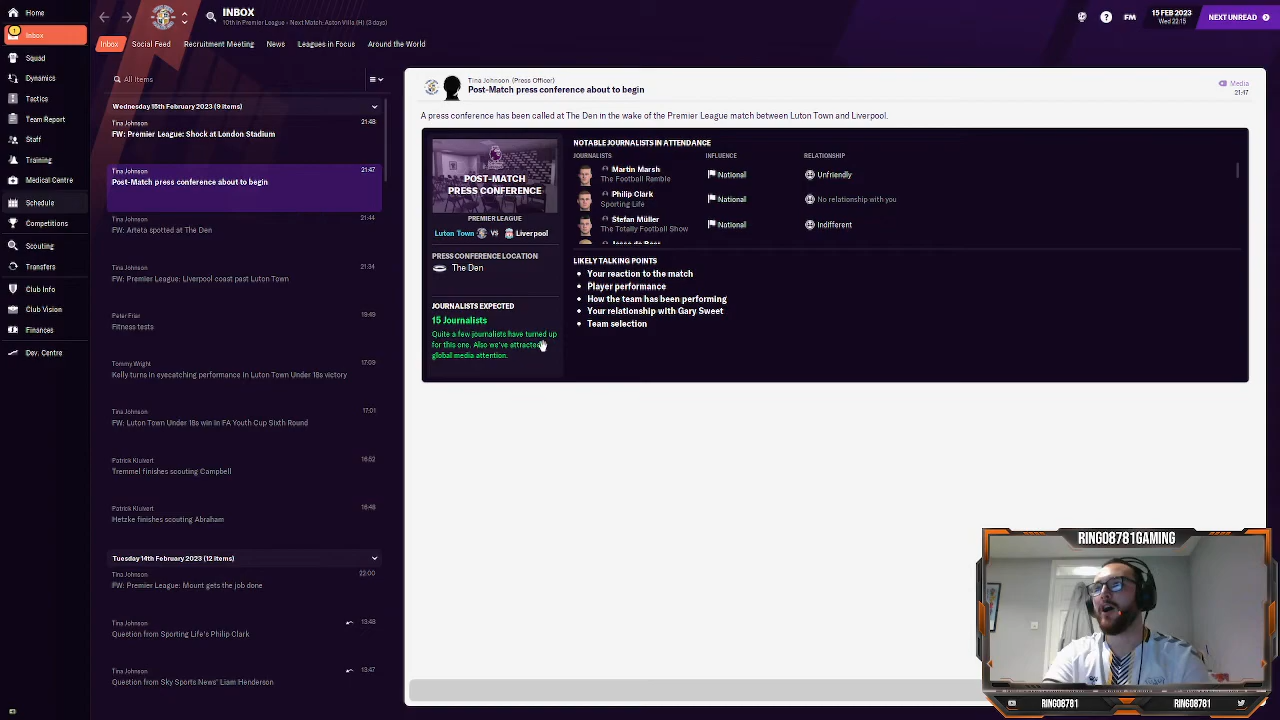 Home
Inbox
Squad
Dynamics
Tactics
Team Report
Staff
Training
Medical Centre
Schedule
Competitions
Scouting
Transfers
Club Info
Club Vision
Finances
Dev. Centre
INBOX
10th in Premier League - Next Match: Aston Villa (H) (3 days)
FM
15 FEB 2023
Wed 22:15
NEXT UNREAD
Inbox
Social Feed
Recruitment Meeting
News
Leagues in Focus
Around the World
All Items
Wednesday 15th February 2023 (9 Items)
Tina Johnson
21:48
FW: Premier League: Shock at London Stadium
Tina Johnson
21:47
Post-Match press conference about to begin
Tina Johnson
21:44
FW: Arteta spotted at The Den
Tina Johnson
21:34
FW: Premier League: Liverpool coast past Luton Town
Peter Frier
19:49
Fitness tests
Tommy Wright
17:09
Kelly turns in eyecatching performance in Luton Town Under 18s victory
Tina Johnson
17:01
FW: Luton Town Under 18s win in FA Youth Cup Sixth Round
Patrick Kluivert
16:52
Tremmel finishes scouting Campbell
Patrick Kluivert
16:48
Hetzke finishes scouting Abraham
Tuesday 14th February 2023 (12 Items)
Tina Johnson
22:00
FW: Premier League: Mount gets the job done
Tina Johnson
13:48
Question from Sporting Life's Philip Clark
Tina Johnson
13:47
Question from Sky Sports News' Liam Henderson
Tina Johnson (Press Officer)
Post-Match press conference about to begin
Media
21:47
A press conference has been called at The Den in the wake of the Premier League match between Luton Town and Liverpool.
POST-MATCH
PRESS CONFERENCE
PREMIER LEAGUE
Luton Town VS Liverpool
PRESS CONFERENCE LOCATION
The Den
JOURNALISTS EXPECTED
15 Journalists
Quite a few journalists have turned up
for this one. Also we've attracted
global media attention.
NOTABLE JOURNALISTS IN ATTENDANCE
JOURNALISTS
INFLUENCE
RELATIONSHIP
Martin Marsh
The Football Ramble
National
Unfriendly
Philip Clark
Sporting Life
National
No relationship with you
Stefan Müller
The Totally Football Show
National
Indifferent
LIKELY TALKING POINTS
Your reaction to the match
Player performance
How the team has been performing
Your relationship with Gary Sweet
Team selection
RINGO8781GAMING
RINGO8781
RINGO8781